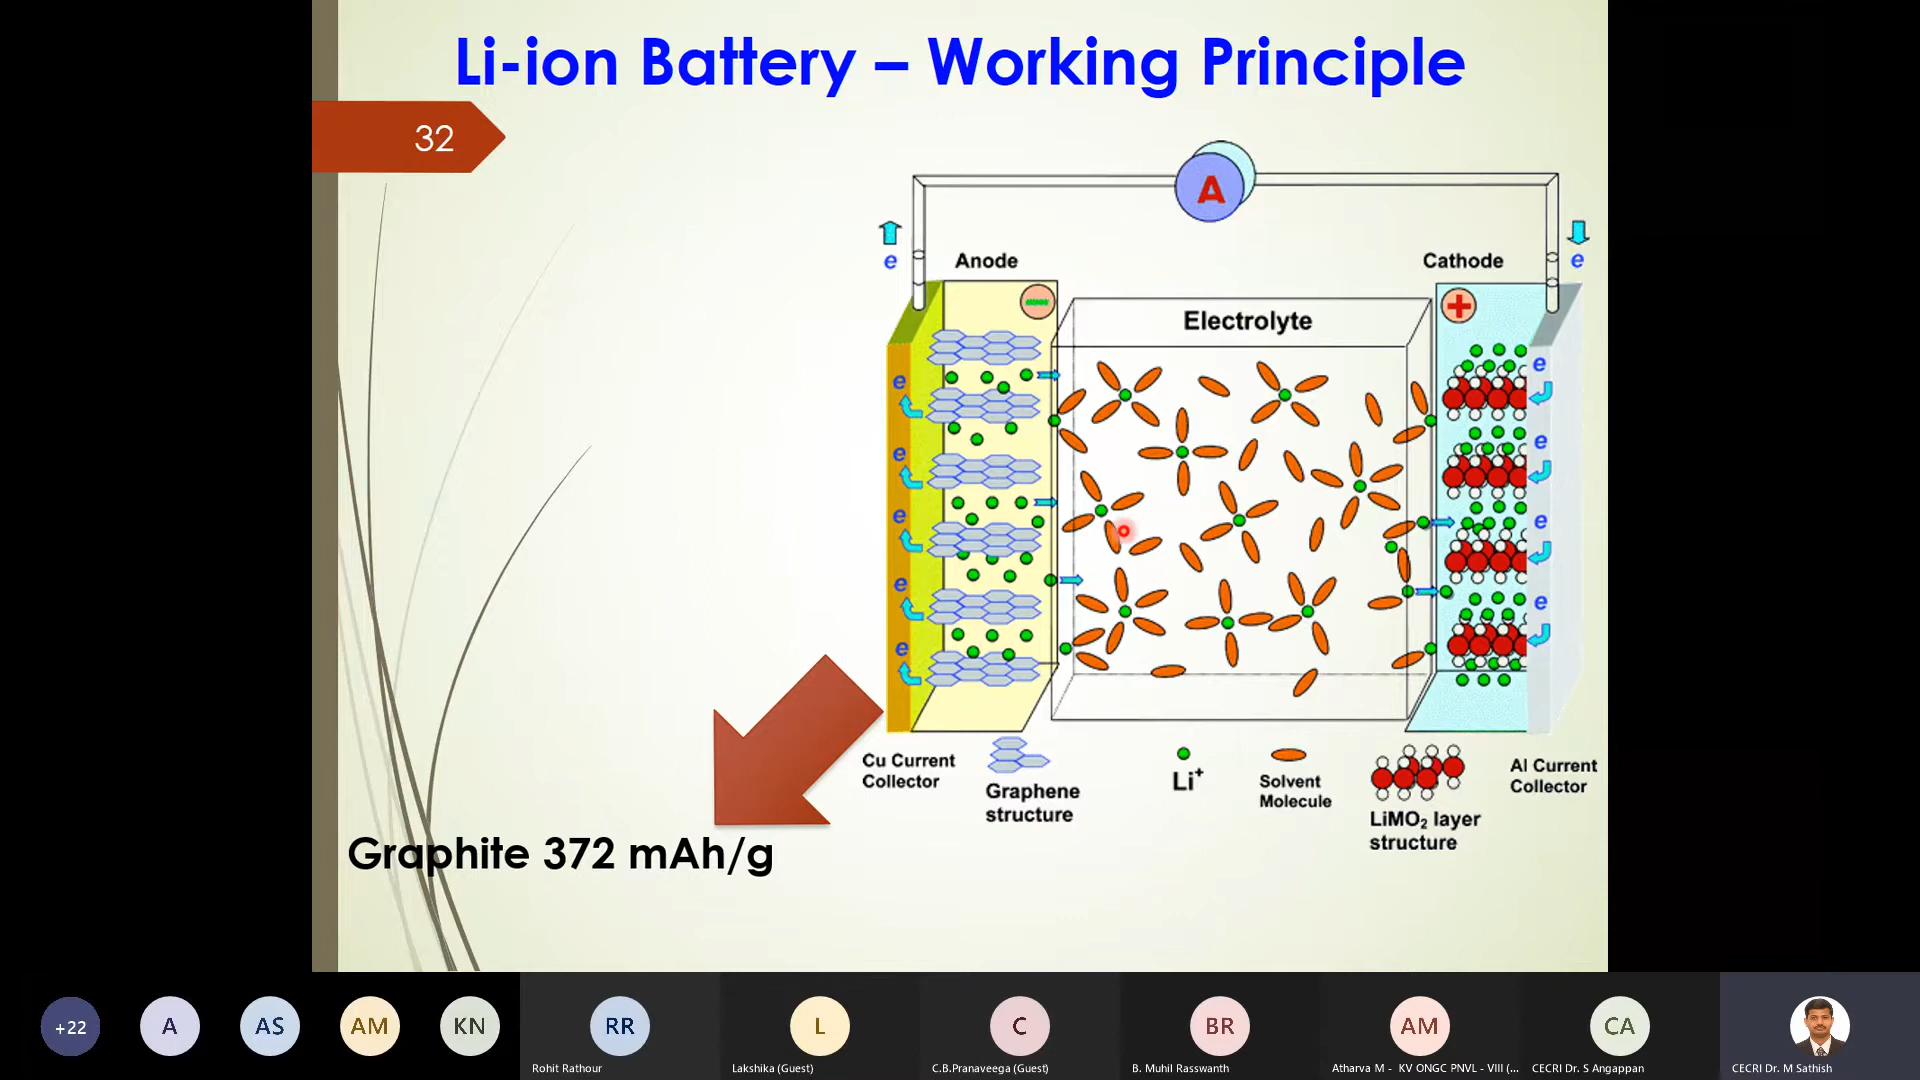 Li-ion Battery – Working Principle
32
A
e
e
Anode
Cathode
Electrolyte
e
e
e
e
e
e
e
e
e
Cu Current
Collector
Graphene
structure
Li⁺
Solvent
Molecule
LiMO₂ layer
structure
Al Current
Collector
Graphite 372 mAh/g
+22
A
AS
AM
KN
RR
L
C
BR
AM
CA
Rohit Rathour
Lakshika (Guest)
C.B.Pranaveega (Guest)
B. Muhil Rasswanth
Atharva M - KV ONGC PNVL - VIII (...
CECRI Dr. S Angappan
CECRI Dr. M Sathish